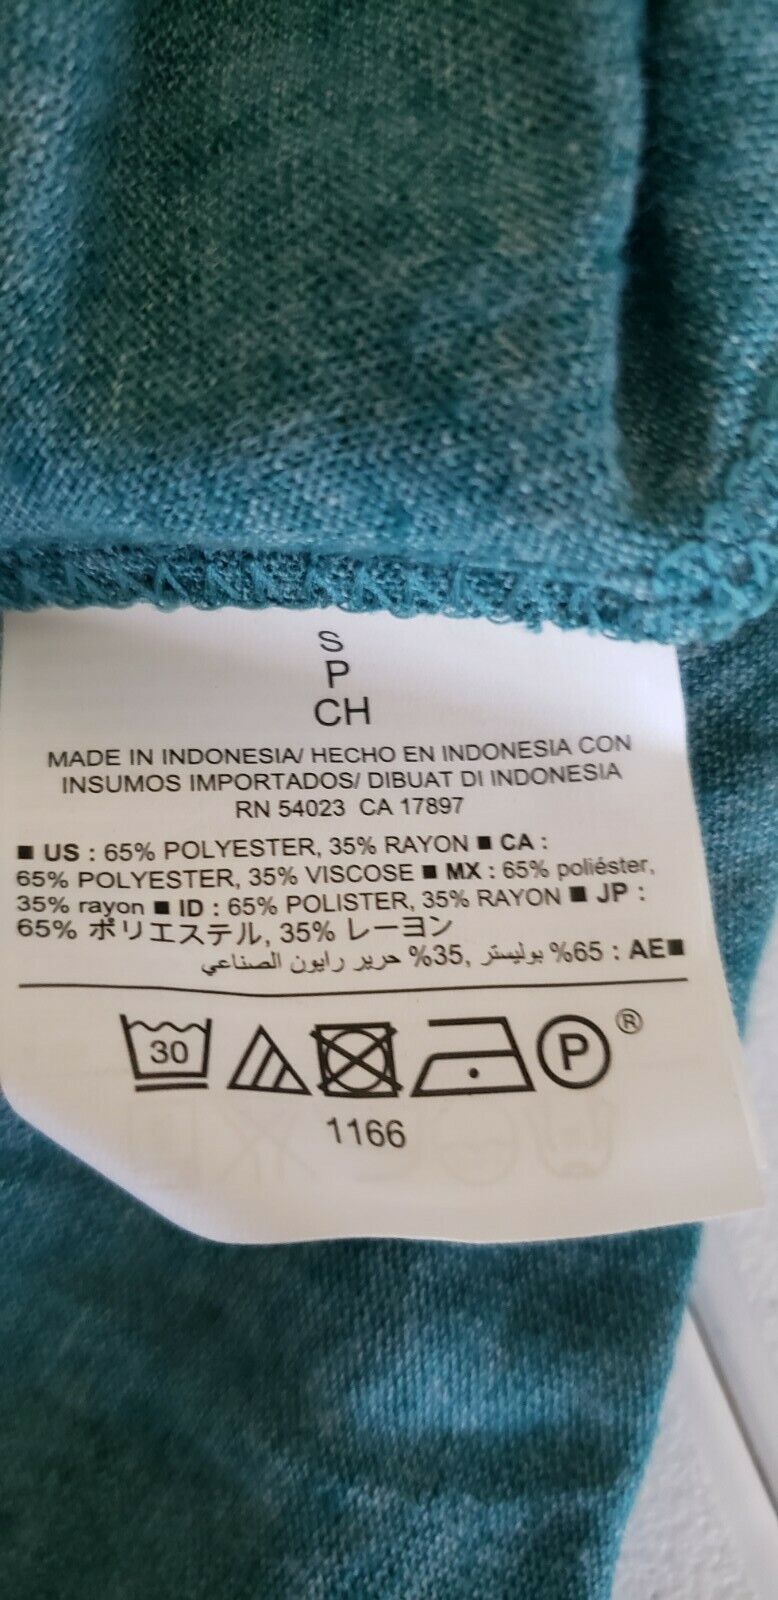 S
P
CH
MADE IN INDONESIA/ HECHO EN INDONESIA CON
INSUMOS IMPORTADOS/ DIBUAT DI INDONESIA
RN 54023 CA 17897
■ US : 65% POLYESTER, 35% RAYON ■ CA :
65% POLYESTER, 35% VISCOSE ■ MX : 65% poliéster,
35% rayon ■ ID : 65% POLISTER, 35% RAYON ■ JP :
65% ポリエステル, 35% レーヨン
■AE : 65% بوليستر, 35% حرير رايون الصناعي
30 P ®
1166